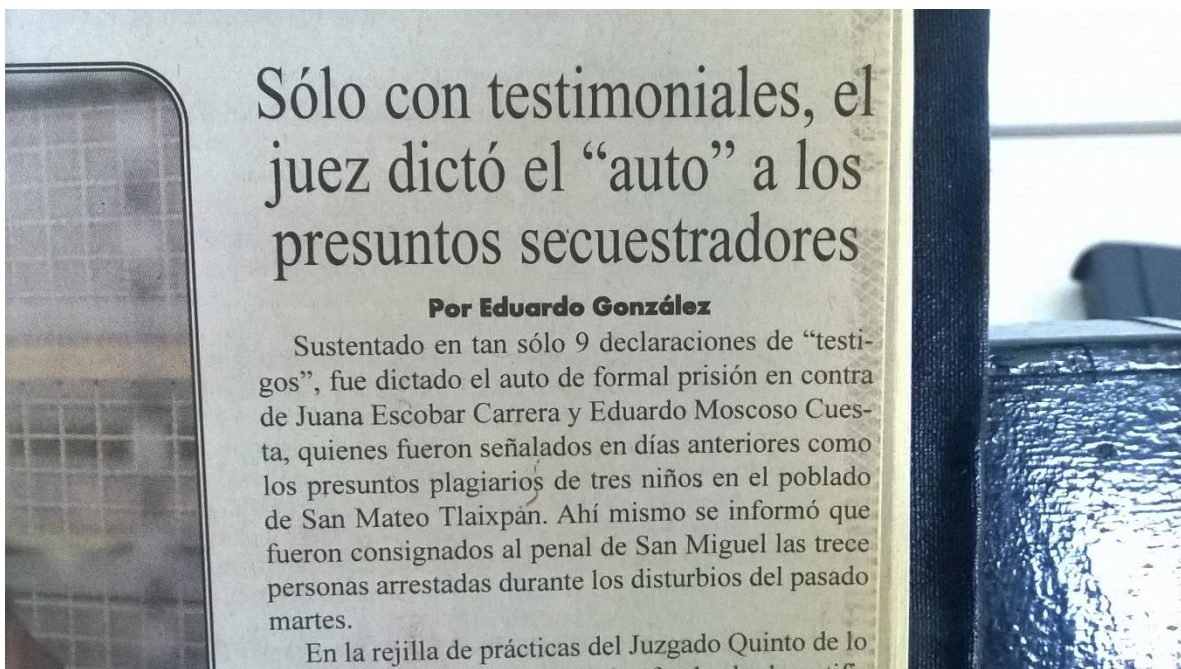 Sólo con testimoniales, el
juez dictó el “auto” a los
presuntos secuestradores
Por Eduardo González
Sustentado en tan sólo 9 declaraciones de “testi-
gos”, fue dictado el auto de formal prisión en contra
de Juana Escobar Carrera y Eduardo Moscoso Cues-
ta, quienes fueron señalados en días anteriores como
los presuntos plagiarios de tres niños en el poblado
de San Mateo Tlaixpan. Ahí mismo se informó que
fueron consignados al penal de San Miguel las trece
personas arrestadas durante los disturbios del pasado
martes.
En la rejilla de prácticas del Juzgado Quinto de lo